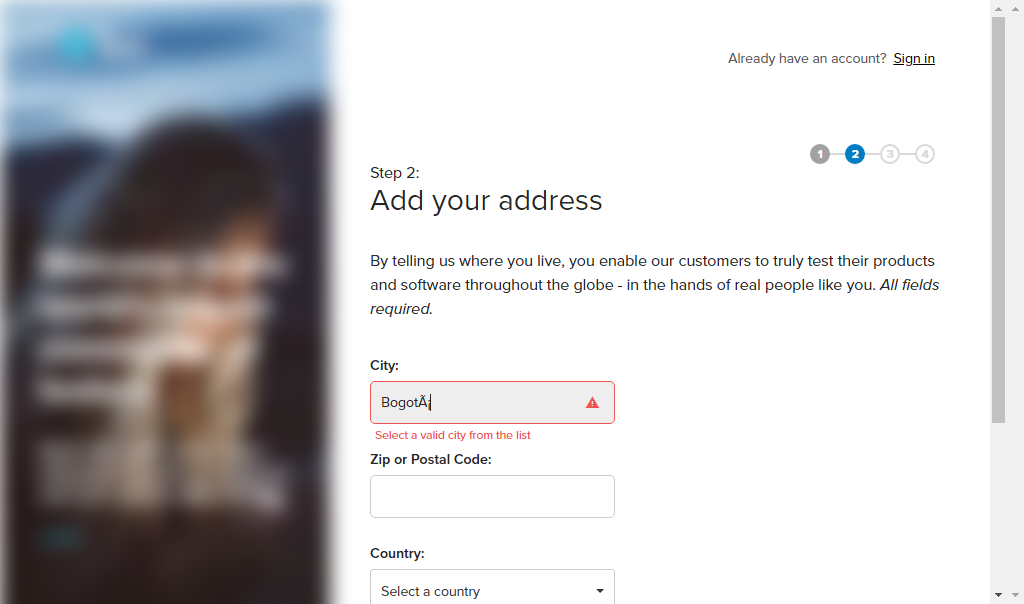 Already have an account? Sign in
1 2 3 4
Step 2:
Add your address
By telling us where you live, you enable our customers to truly test their products
and software throughout the globe - in the hands of real people like you. All fields
required.
City:
BogotÃ¡
Select a valid city from the list
Zip or Postal Code:
Country:
Select a country